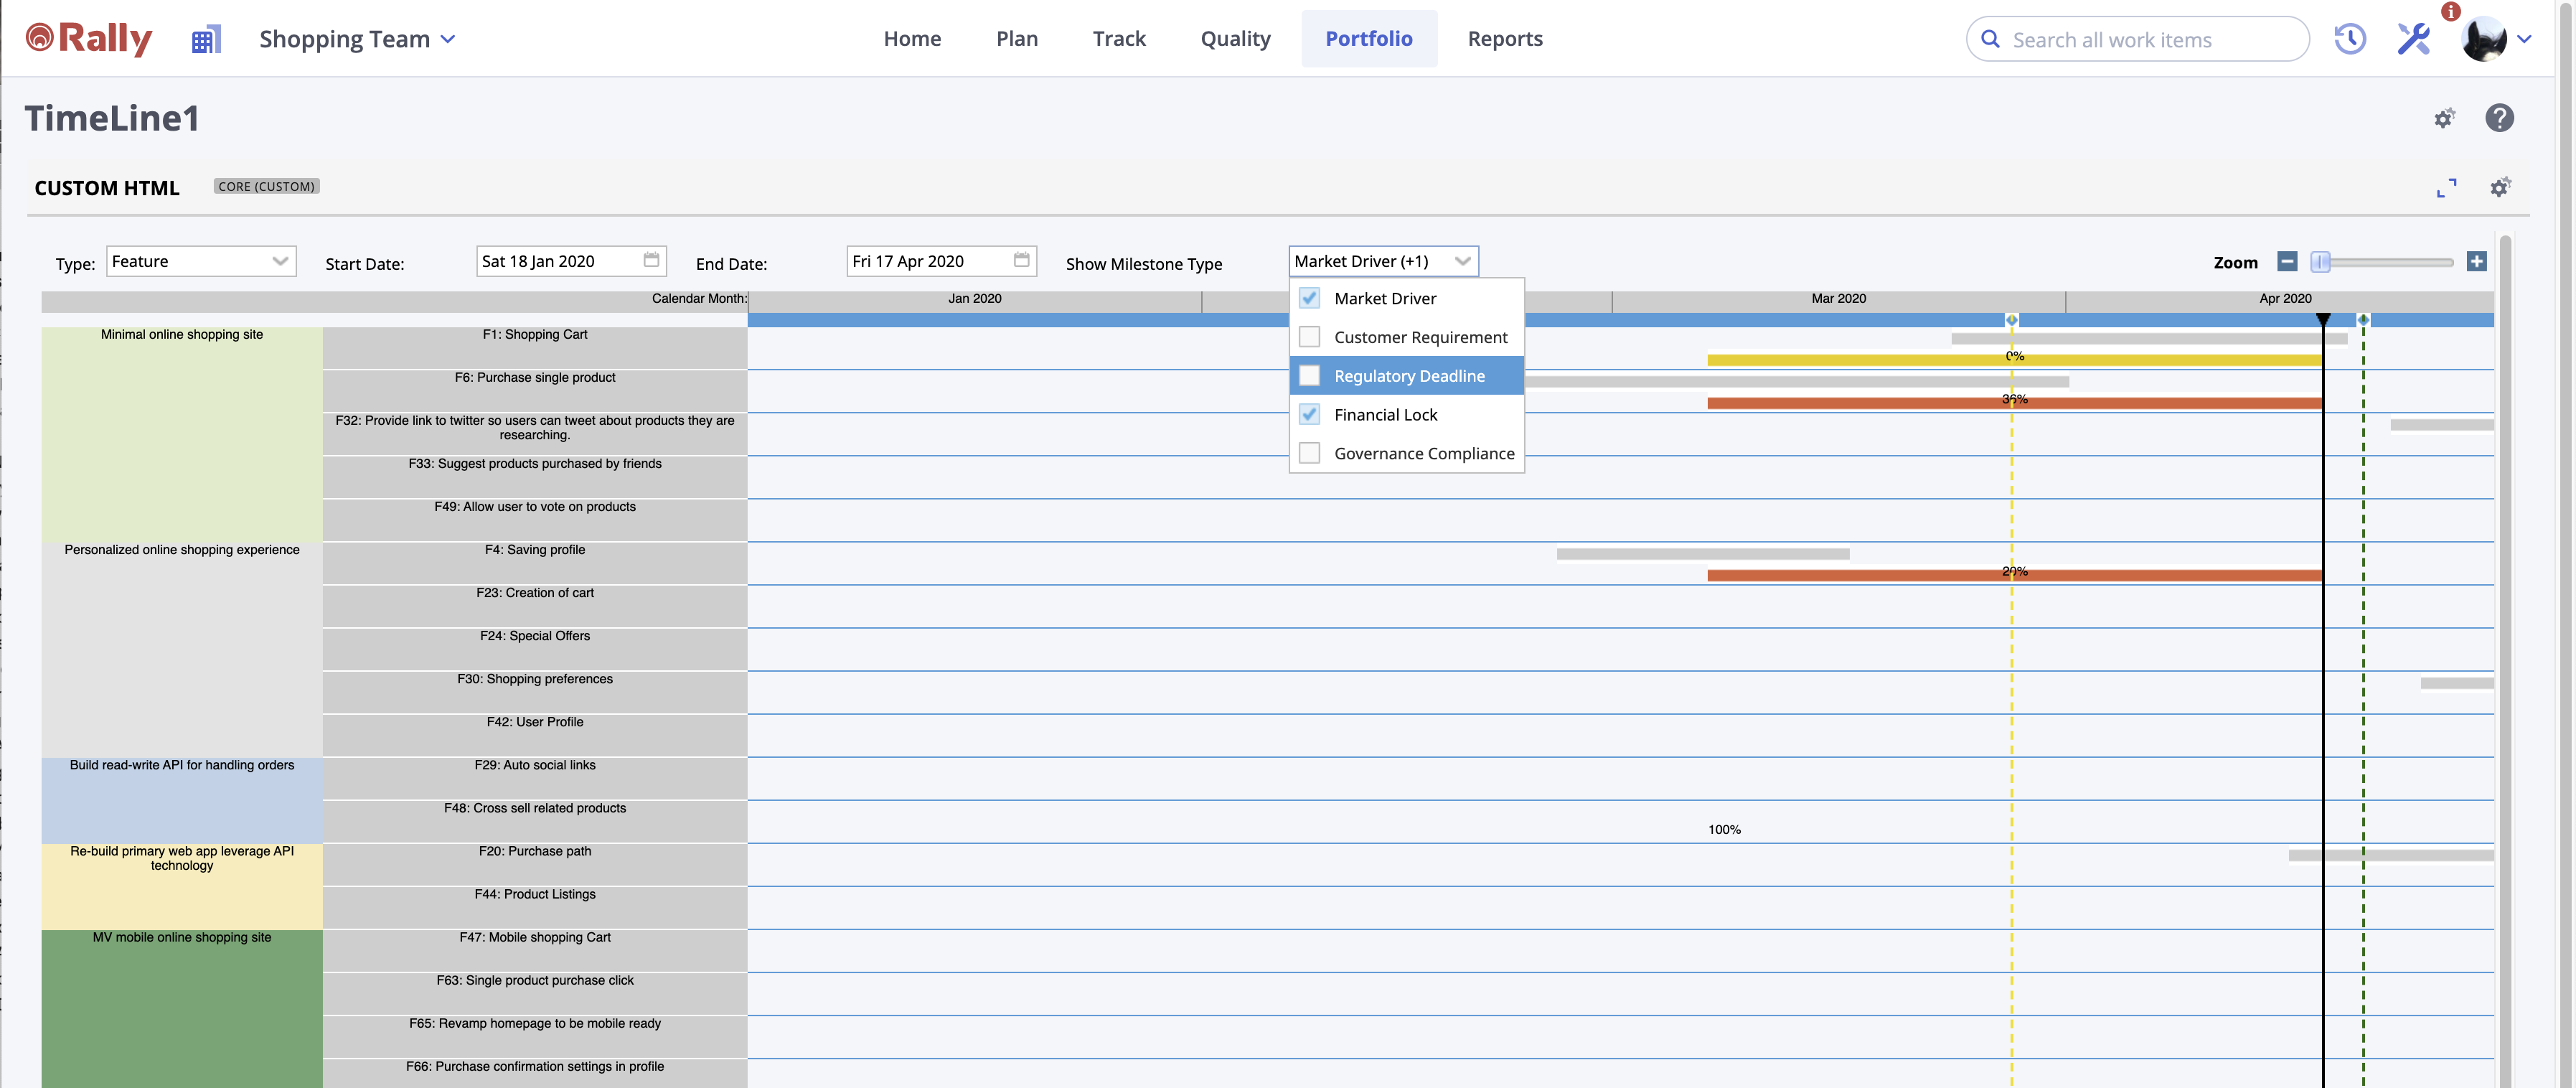 Rally
Shopping Team
Home
Plan
Track
Quality
Portfolio
Reports
Search all work items
i
TimeLine1
?
CUSTOM HTML
CORE (CUSTOM)
Type:
Feature
Start Date:
Sat 18 Jan 2020
End Date:
Fri 17 Apr 2020
Show Milestone Type
Market Driver (+1)
Zoom
Market Driver
Customer Requirement
Regulatory Deadline
Financial Lock
Governance Compliance
Calendar Month:
Jan 2020
Mar 2020
Apr 2020
Minimal online shopping site
F1: Shopping Cart
0%
F6: Purchase single product
36%
F32: Provide link to twitter so users can tweet about products they are
researching.
F33: Suggest products purchased by friends
F49: Allow user to vote on products
Personalized online shopping experience
F4: Saving profile
20%
F23: Creation of cart
F24: Special Offers
F30: Shopping preferences
F42: User Profile
Build read-write API for handling orders
F29: Auto social links
F48: Cross sell related products
100%
Re-build primary web app leverage API
technology
F20: Purchase path
F44: Product Listings
MV mobile online shopping site
F47: Mobile shopping Cart
F63: Single product purchase click
F65: Revamp homepage to be mobile ready
F66: Purchase confirmation settings in profile